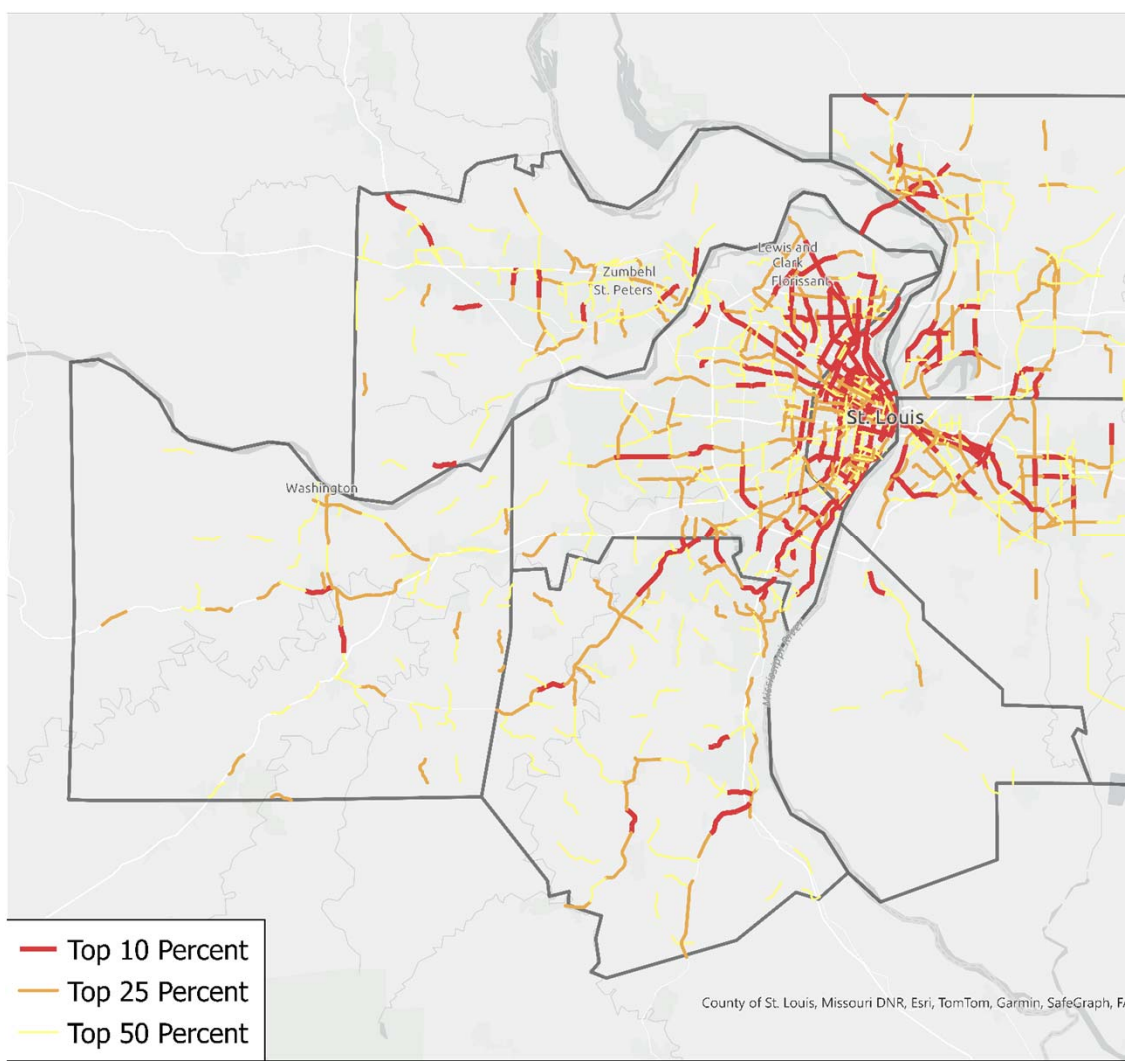 Lewis and
Clark
Florissant
Zumbehl
St. Peters
St. Louis
Washington
Mississippi River
Top 10 Percent
Top 25 Percent
Top 50 Percent
County of St. Louis, Missouri DNR, Esri, TomTom, Garmin, SafeGraph, FA